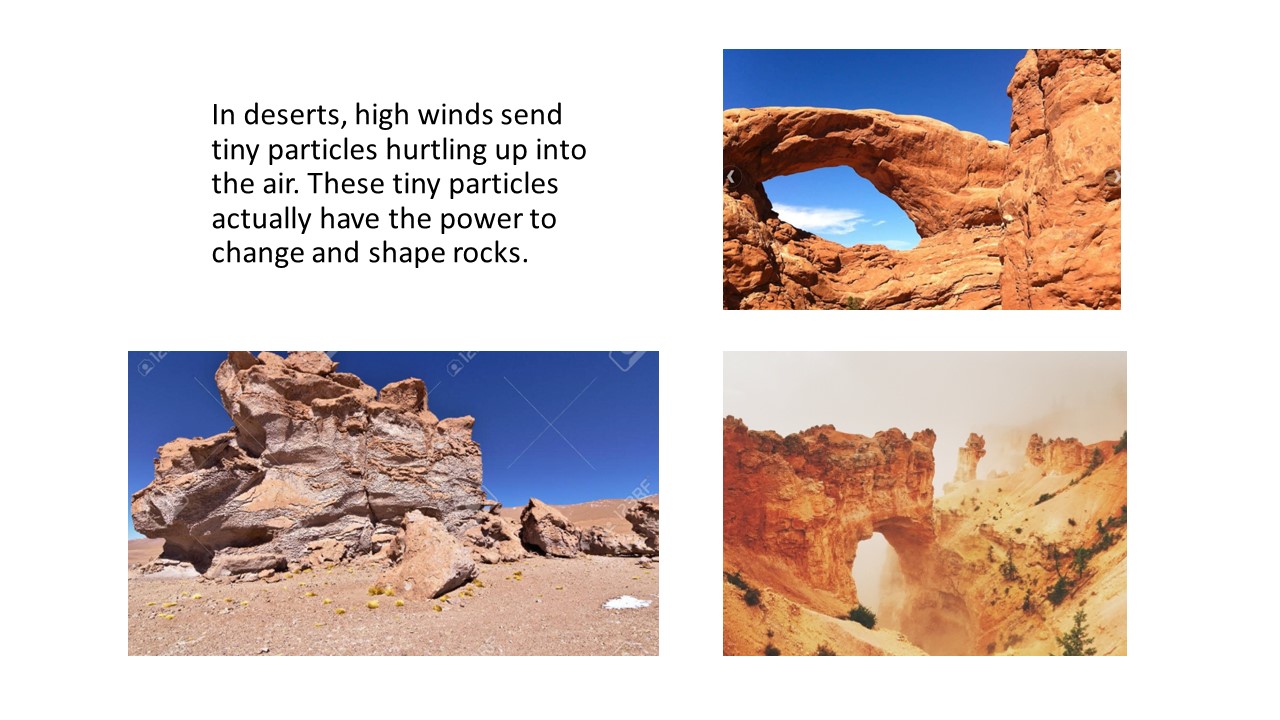 In deserts, high winds send
tiny particles hurtling up into
the air. These tiny particles
actually have the power to
change and shape rocks.